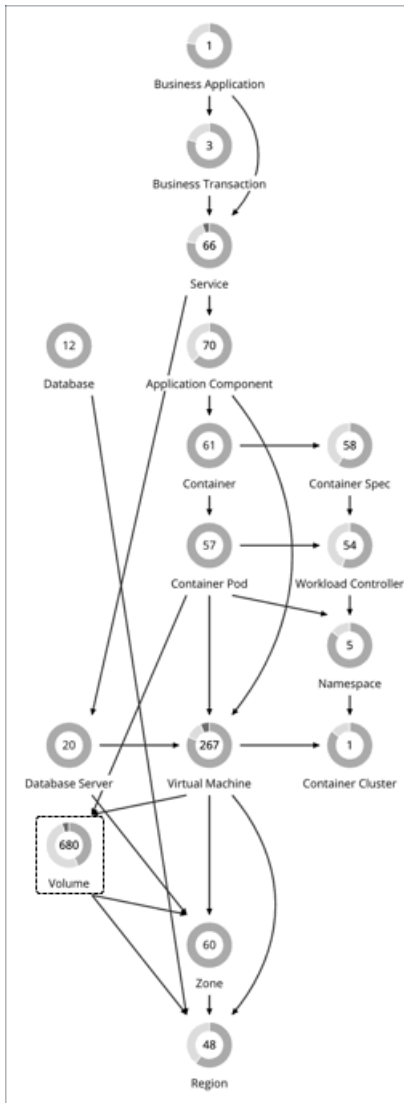 1
Business Application
3
Business Transaction
66
Service
12
Database
70
Application Component
61
Container
58
Container Spec
57
Container Pod
54
Workload Controller
5
Namespace
20
Database Server
267
Virtual Machine
1
Container Cluster
680
Volume
60
Zone
48
Region